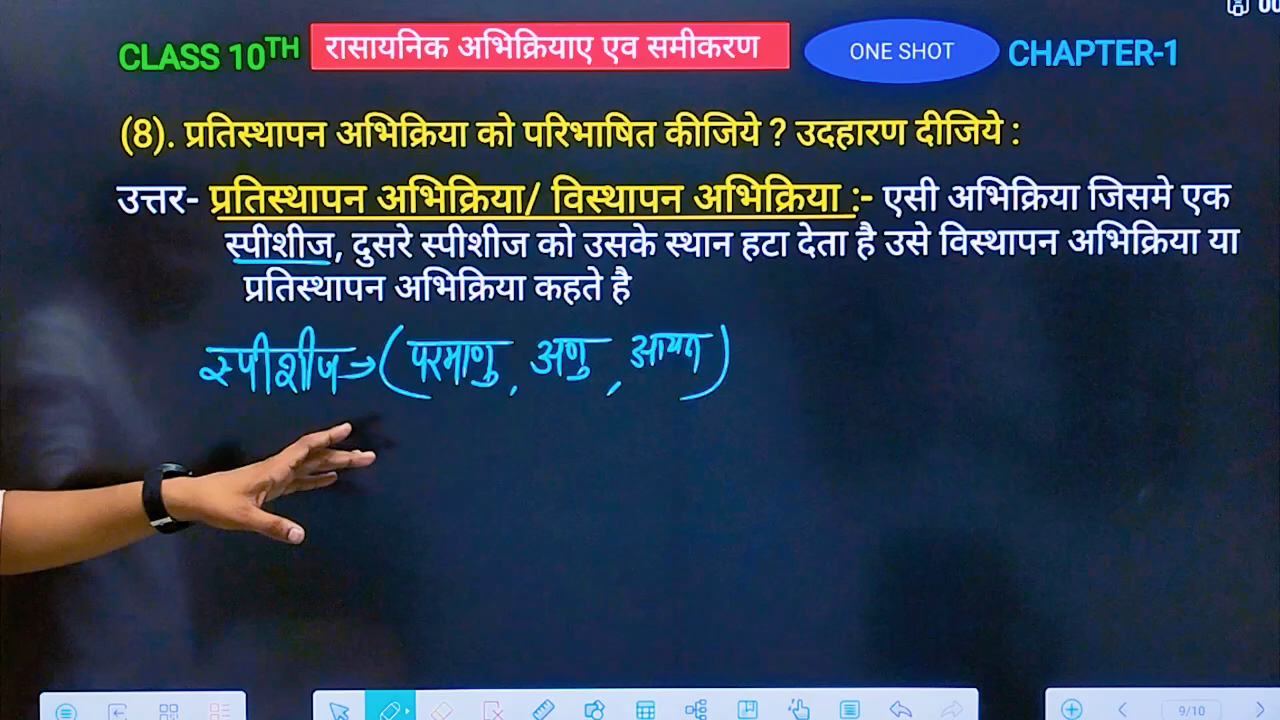 CLASS 10TH रासायनिक अभिक्रियाए एव समीकरण ONE SHOT CHAPTER-1
(8). प्रतिस्थापन अभिक्रिया को परिभाषित कीजिये ? उदहारण दीजिये :
उत्तर- प्रतिस्थापन अभिक्रिया/ विस्थापन अभिक्रिया :- एसी अभिक्रिया जिसमे एक
स्पीशीज, दुसरे स्पीशीज को उसके स्थान हटा देता है उसे विस्थापन अभिक्रिया या
प्रतिस्थापन अभिक्रिया कहते है
स्पीशीज → (परमाणु, अणु, आयन)
9/10